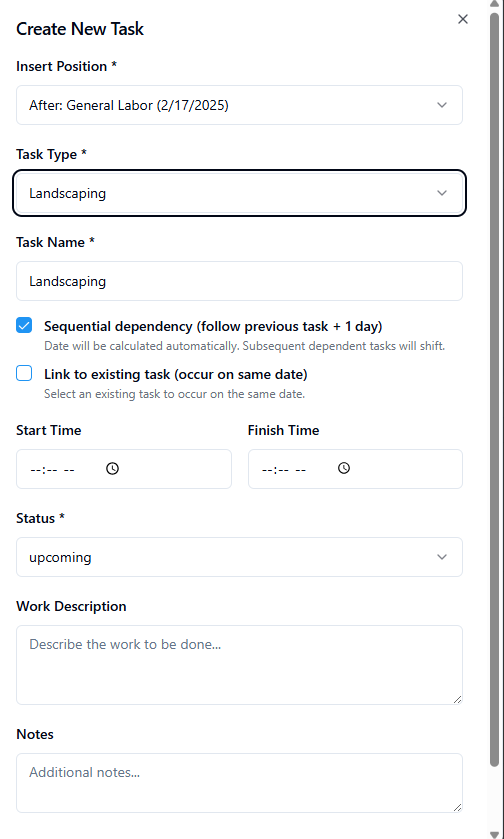 Create New Task
Insert Position *
After: General Labor (2/17/2025)
Task Type *
Landscaping
Task Name *
Landscaping
Sequential dependency (follow previous task + 1 day)
Date will be calculated automatically. Subsequent dependent tasks will shift.
Link to existing task (occur on same date)
Select an existing task to occur on the same date.
Start Time Finish Time
--:-- -- --:-- --
Status *
upcoming
Work Description
Describe the work to be done...
Notes
Additional notes...